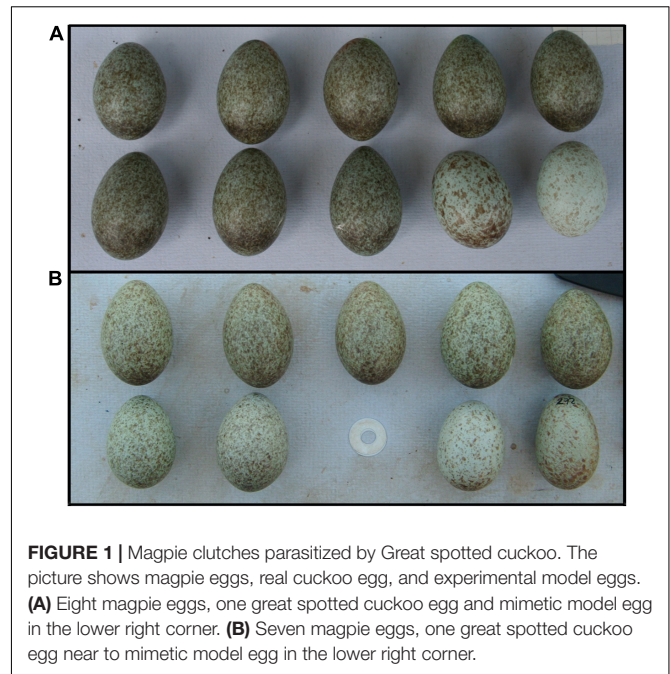 A
B
FIGURE 1 | Magpie clutches parasitized by Great spotted cuckoo. The
picture shows magpie eggs, real cuckoo egg, and experimental model eggs.
(A) Eight magpie eggs, one great spotted cuckoo egg and mimetic model egg
in the lower right corner. (B) Seven magpie eggs, one great spotted cuckoo
egg near to mimetic model egg in the lower right corner.